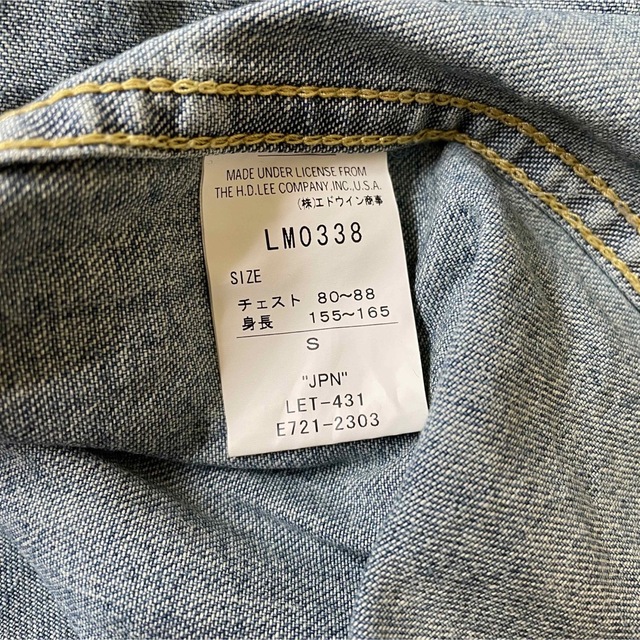 MADE UNDER LICENSE FROM
THE H.D.LEE COMPANY,INC.,U.S.A.
(株)エドウイン商事
LM0338
SIZE
チェスト 80~88
身長 155~165
S
"JPN"
LET-431
E721-2303